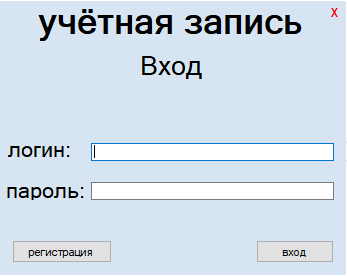 учётная запись
X
Вход
логин:
пароль:
регистрация
вход